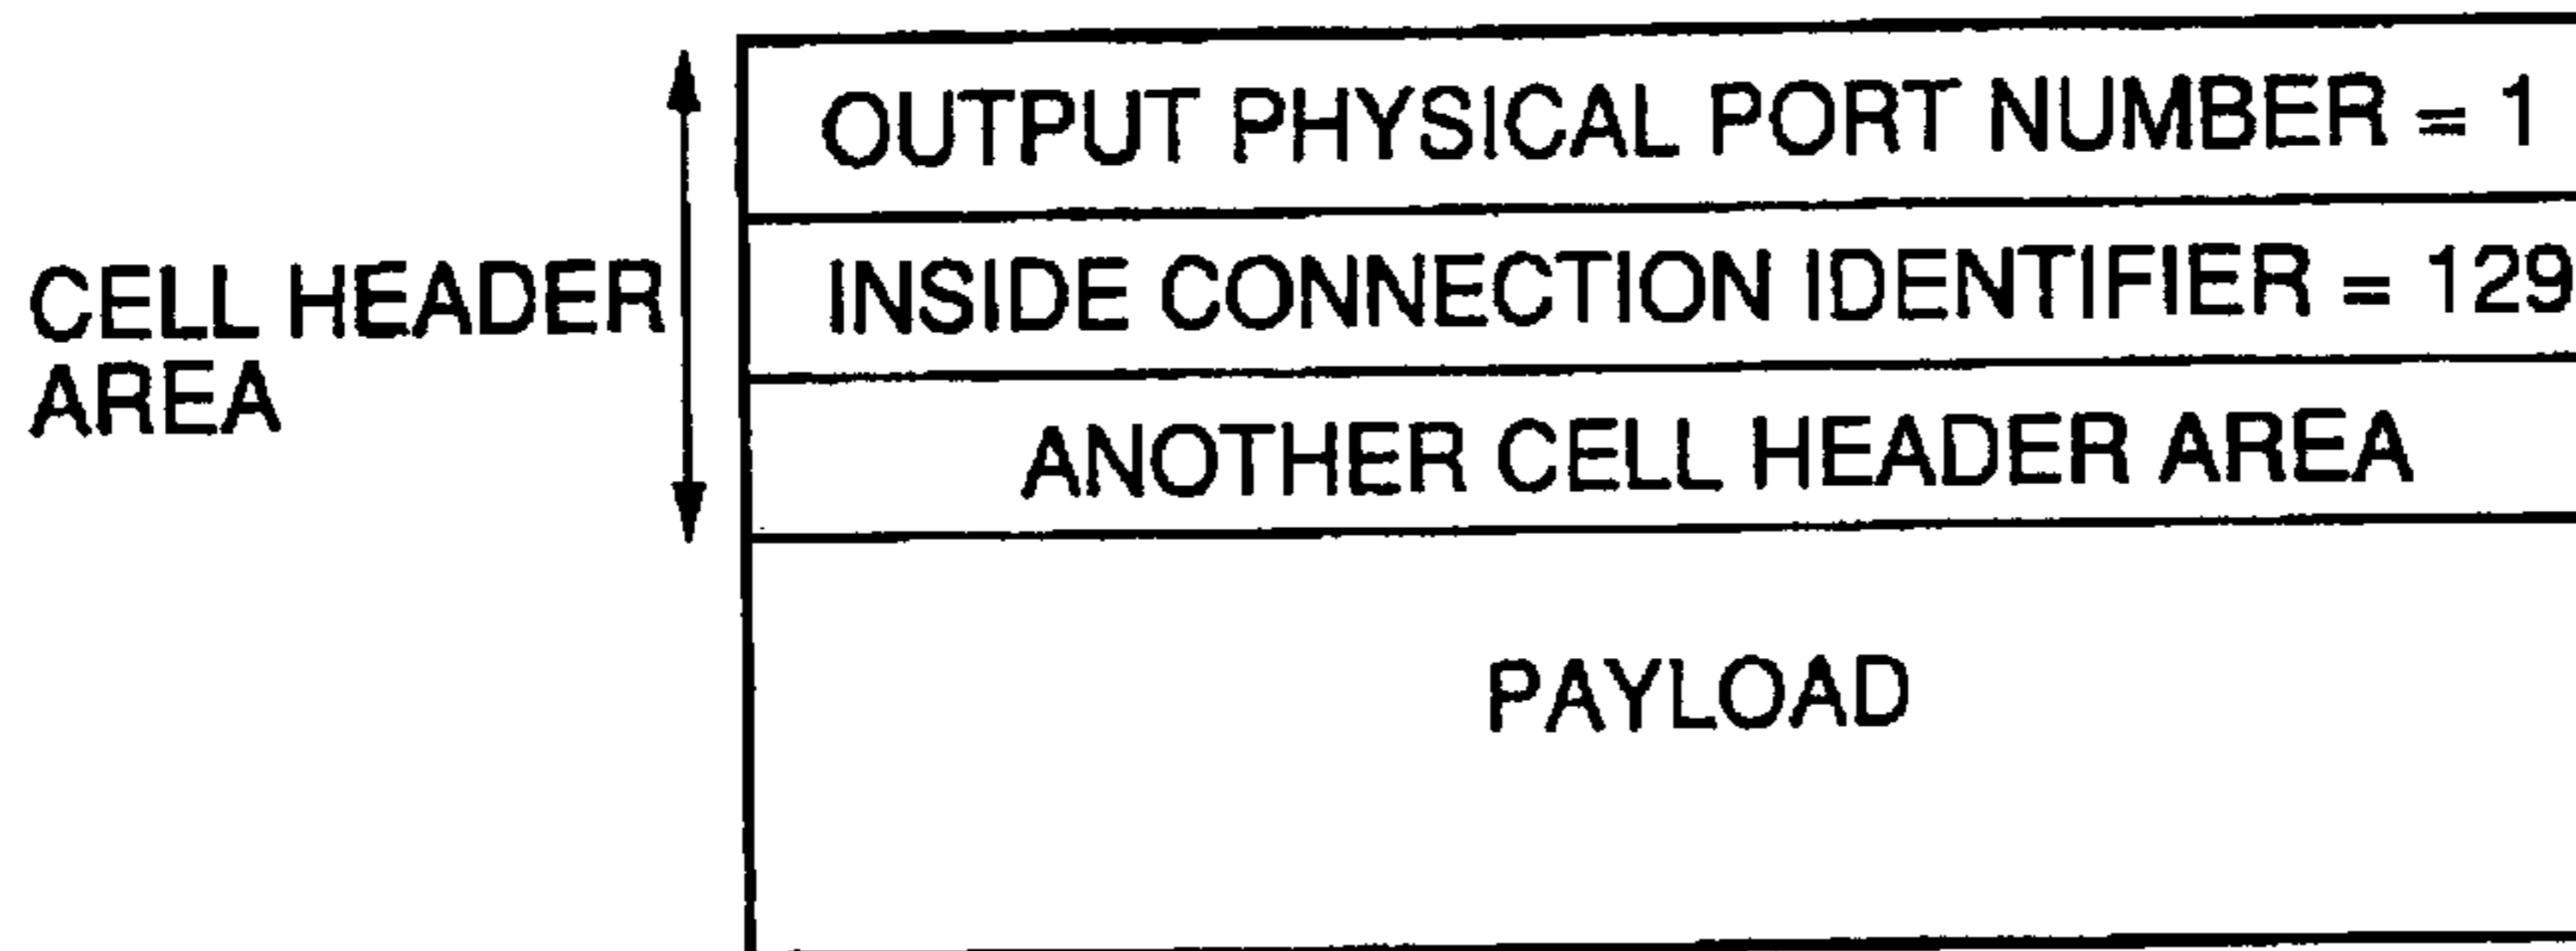 OUTPUT PHYSICAL PORT NUMBER = 1
INSIDE CONNECTION IDENTIFIER = 129
CELL HEADER
AREA
ANOTHER CELL HEADER AREA
PAYLOAD